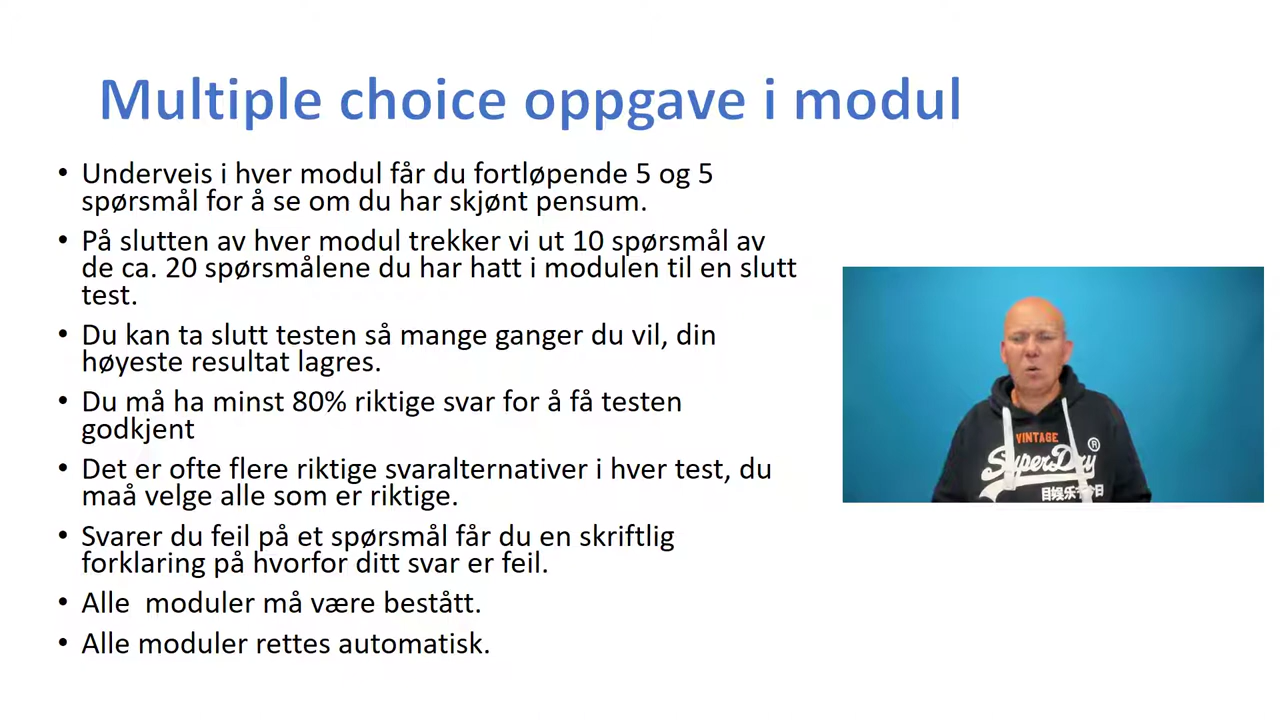 Multiple choice oppgave i modul
• Underveis i hver modul får du fortløpende 5 og 5
spørsmål for å se om du har skjønt pensum.
• På slutten av hver modul trekker vi ut 10 spørsmål av
de ca. 20 spørsmålene du har hatt i modulen til en slutt
test.
• Du kan ta slutt testen så mange ganger du vil, din
høyeste resultat lagres.
• Du må ha minst 80% riktige svar for å få testen
godkjent
• Det er ofte flere riktige svaralternativer i hver test, du
maå velge alle som er riktige.
• Svarer du feil på et spørsmål får du en skriftlig
forklaring på hvorfor ditt svar er feil.
• Alle  moduler må være bestått.
• Alle moduler rettes automatisk.
VINTAGE
SuperDry®